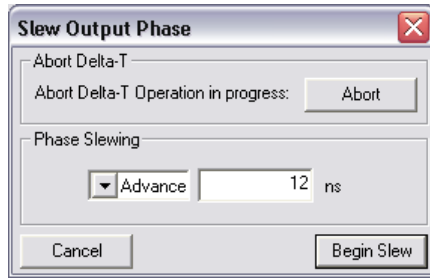 Slew Output Phase
Abort Delta-T
Abort Delta-T Operation in progress: Abort
Phase Slewing
Advance 12 ns
Cancel Begin Slew